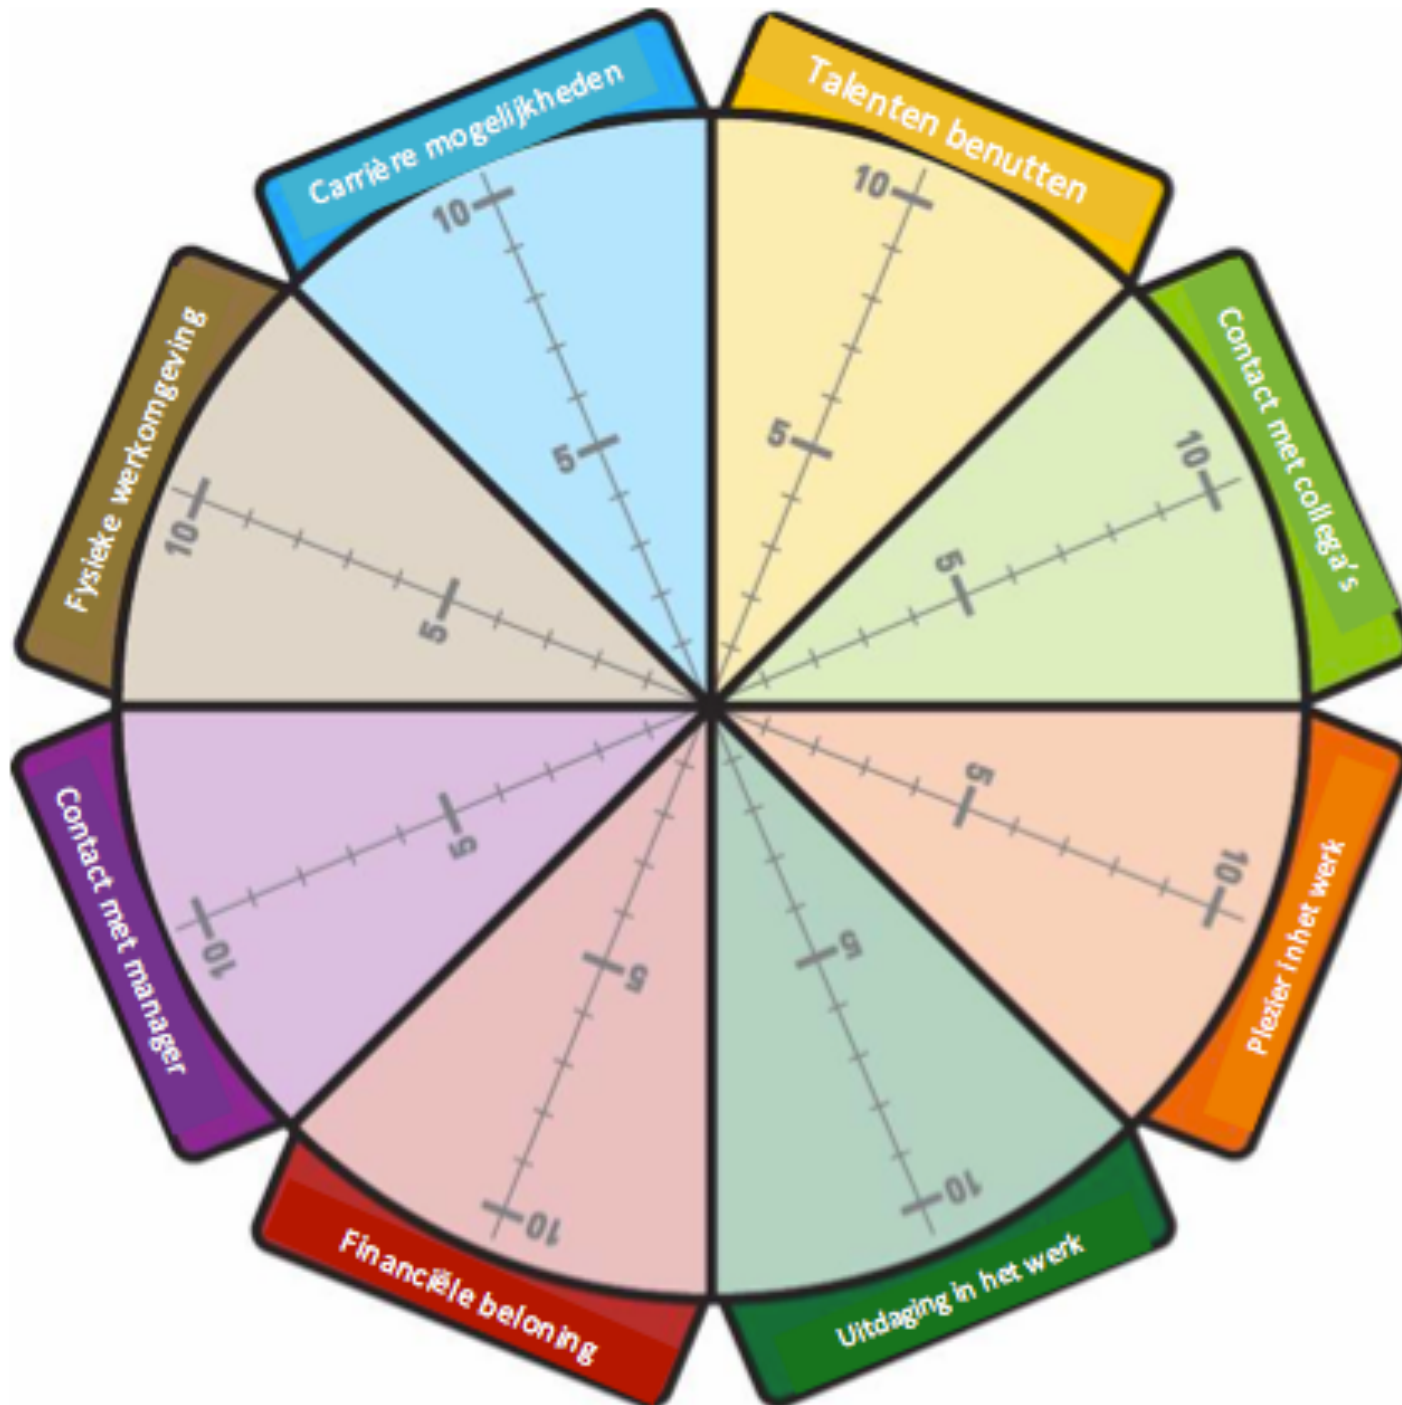 Carrière mogelijkheden
Talenten benutten
Contact met collega's
Plezier in het werk
Uitdaging in het werk
Financiële beloning
Contact met manager
Fysieke werkomgeving
10
5
10
5
10
5
5
10
5
10
5
10
5
10
5
10